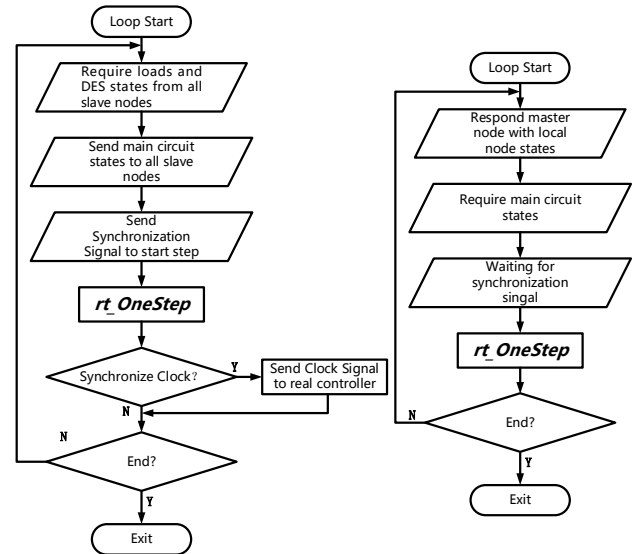 Loop Start
Require loads and
DES states from all
slave nodes
Send main circuit
states to all slave
nodes
Send
Synchronization
Signal to start step
rt_OneStep
Synchronize Clock?
Y
Send Clock Signal
to real controller
N
N
End?
Y
Exit
Loop Start
Respond master
node with local
node states
Require main circuit
states
Waiting for
synchronization
singal
rt_OneStep
N
End?
Y
Exit